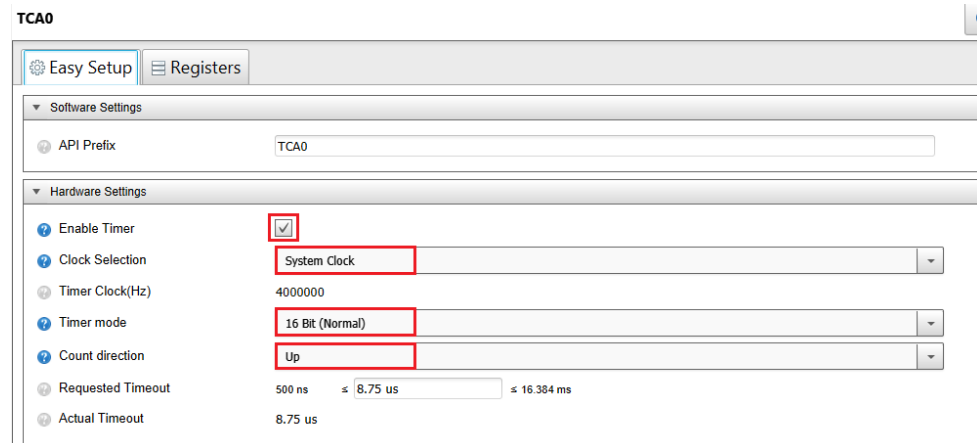 TCA0
Easy Setup Registers
Software Settings
API Prefix TCA0
Hardware Settings
Enable Timer
Clock Selection System Clock
Timer Clock(Hz) 4000000
Timer mode 16 Bit (Normal)
Count direction Up
Requested Timeout 500 ns ≤ 8.75 us ≤ 16.384 ms
Actual Timeout 8.75 us